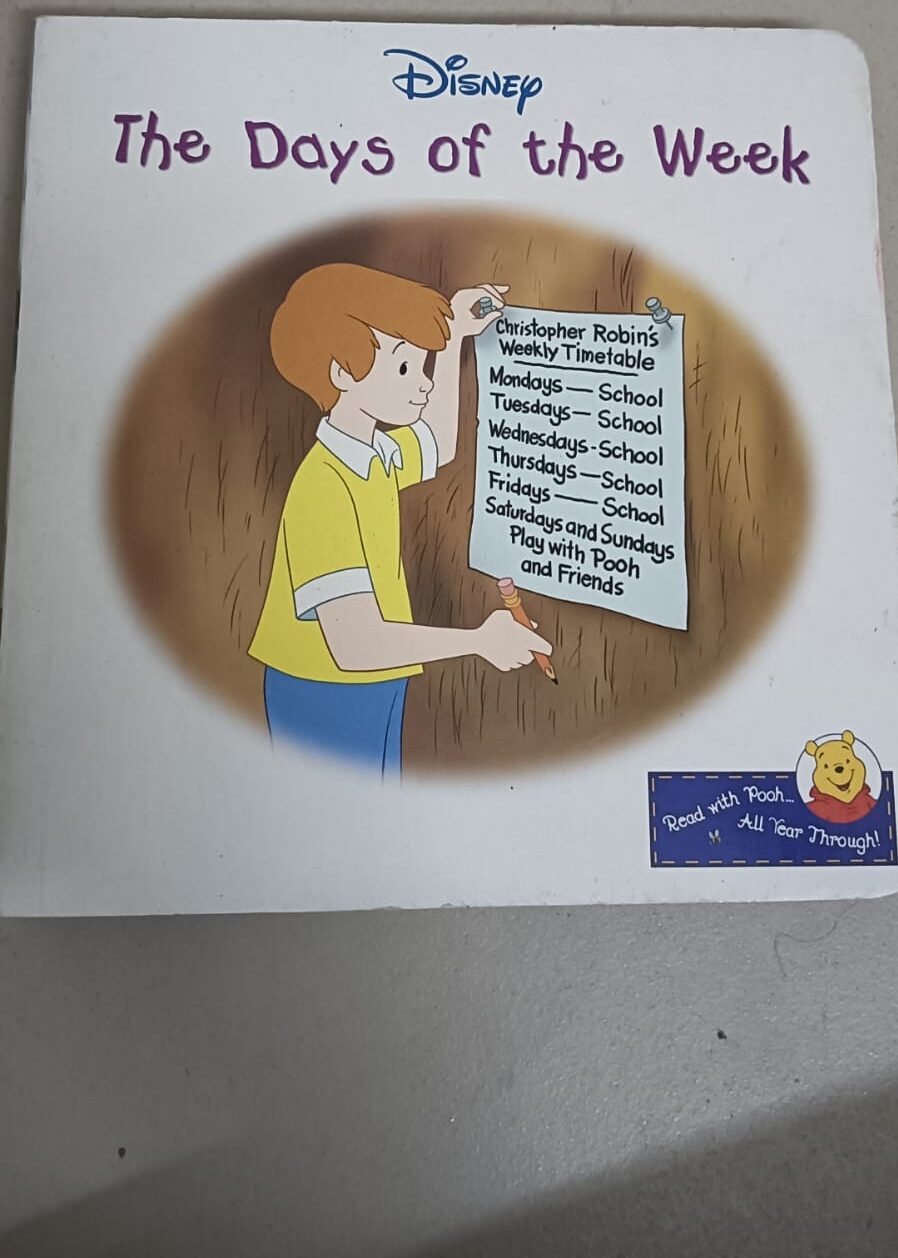 Disney
The Days of the Week
Christopher Robin's
Weekly Timetable
Mondays — School
Tuesdays — School
Wednesdays - School
Thursdays — School
Fridays — School
Saturdays and Sundays
Play with Pooh
and Friends
Read with Pooh...
All Year Through!